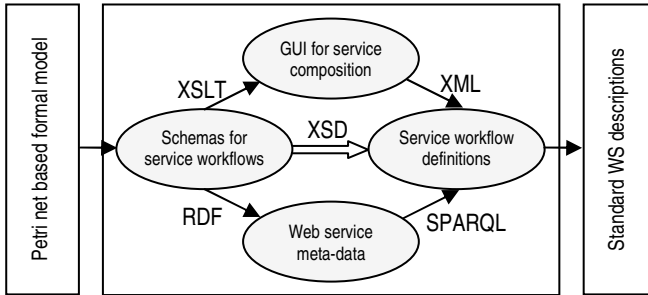 Petri net based formal model
GUI for service
composition
XSLT
XML
Schemas for
service workflows
XSD
Service workflow
definitions
RDF
SPARQL
Web service
meta-data
Standard WS descriptions